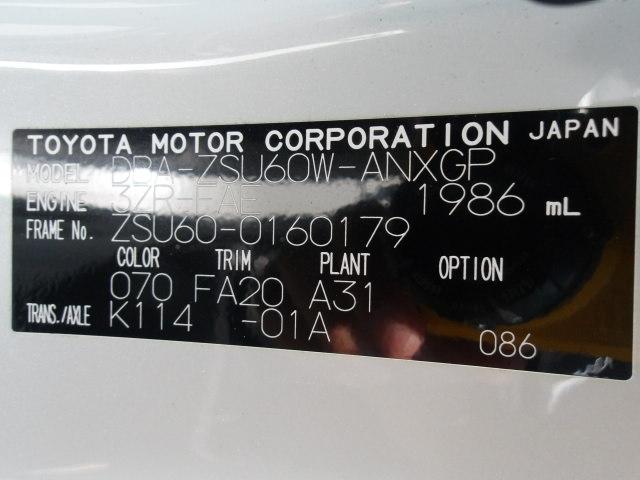 TOYOTA MOTOR CORPORATION JAPAN
MODEL DBA-ZSU60W-ANXGP
ENGINE 3ZR-FAE 1986 mL
FRAME No. ZSU60-0160179
COLOR TRIM PLANT OPTION
070 FA20 A31
TRANS./AXLE K114 -01A
086